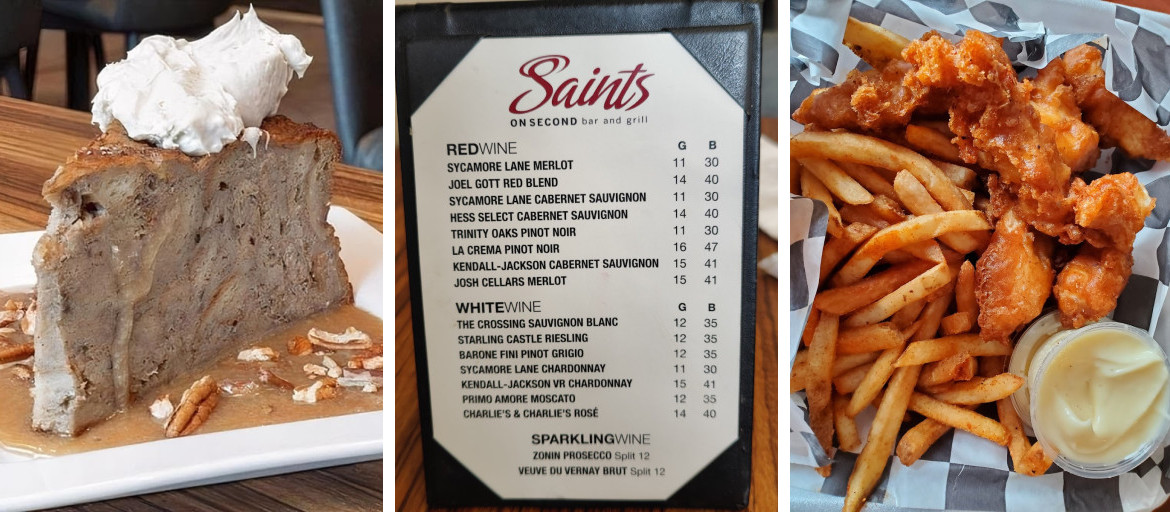 Saints
ON SECOND bar and grill
REDWINE G B
SYCAMORE LANE MERLOT 11 30
JOEL GOTT RED BLEND 14 40
SYCAMORE LANE CABERNET SAUVIGNON 11 30
HESS SELECT CABERNET SAUVIGNON 14 40
TRINITY OAKS PINOT NOIR 11 30
LA CREMA PINOT NOIR 16 47
KENDALL-JACKSON CABERNET SAUVIGNON 15 41
JOSH CELLARS MERLOT 15 41
WHITEWINE G B
THE CROSSING SAUVIGNON BLANC 12 35
STARLING CASTLE RIESLING 12 35
BARONE FINI PINOT GRIGIO 12 35
SYCAMORE LANE CHARDONNAY 11 30
KENDALL-JACKSON VR CHARDONNAY 15 41
PRIMO AMORE MOSCATO 12 35
CHARLIE'S & CHARLIE'S ROSÉ 14 40
SPARKLINGWINE
ZONIN PROSECCO Split 12
VEUVE DU VERNAY BRUT Split 12